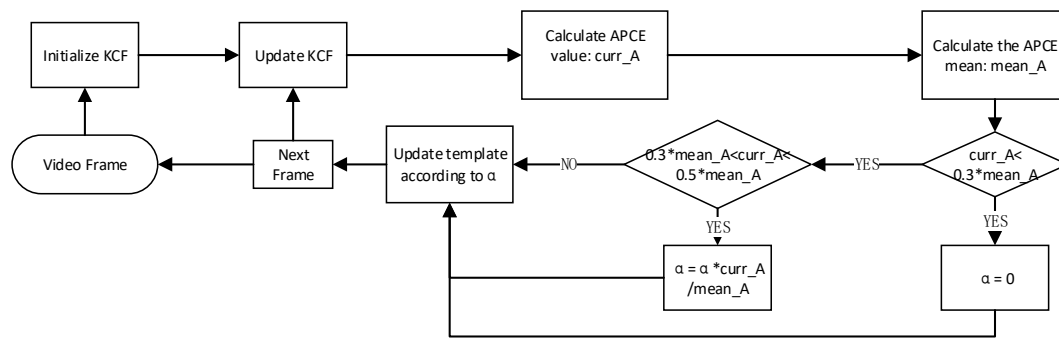 Initialize KCF
Update KCF
Calculate APCE
value: curr_A
Calculate the APCE
mean: mean_A
Video Frame
Next
Frame
Update template
according to α
NO
0.3*mean_A<curr_A<
0.5*mean_A
YES
curr_A<
0.3*mean_A
YES
YES
α = α *curr_A
/mean_A
α = 0